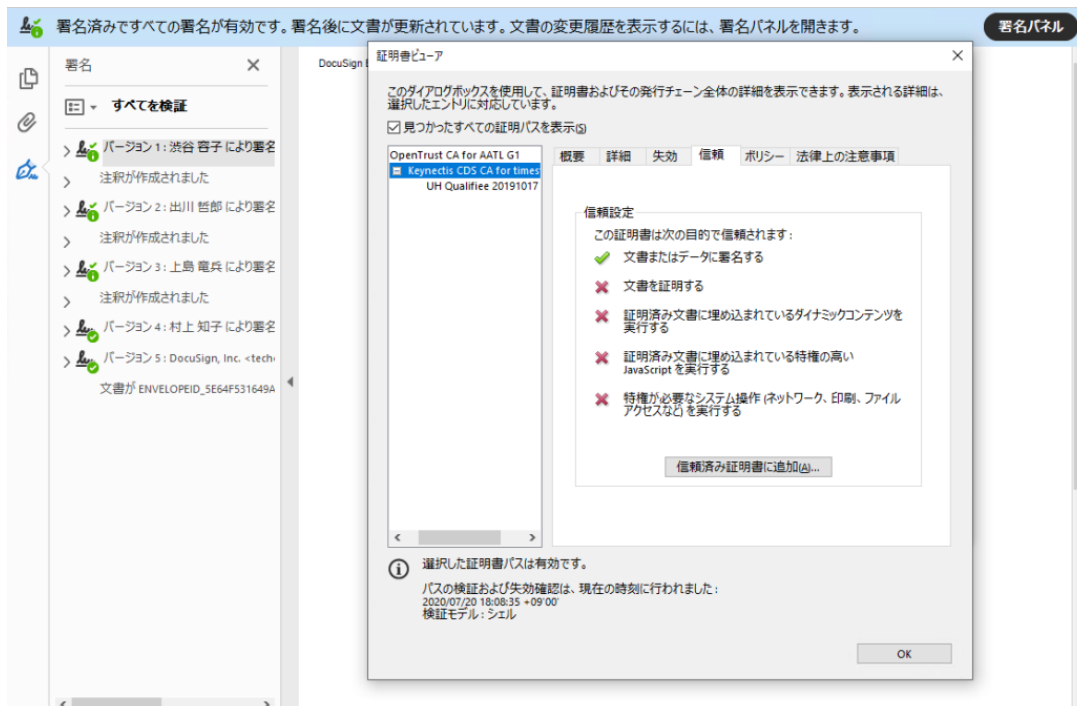 署名済みですべての署名が有効です。署名後に文書が更新されています。文書の変更履歴を表示するには、署名パネルを開きます。
署名パネル
署名
すべてを検証
バージョン 1 : 渋谷 容子 により署名
注釈が作成されました
バージョン 2 : 出川 哲郎 により署名
注釈が作成されました
バージョン 3 : 上島 竜兵 により署名
注釈が作成されました
バージョン 4 : 村上 知子 により署名
バージョン 5 : DocuSign, Inc. <tech
文書が ENVELOPEID_5E64F531649A
DocuSign
証明書ビューア
このダイアログボックスを使用して、証明書およびその発行チェーン全体の詳細を表示できます。表示される詳細は、
選択したエントリに対応しています。
見つかったすべての証明パスを表示(S)
OpenTrust CA for AATL G1
Keynectis CDS CA for times
UH Qualifiee 20191017
概要 詳細 失効 信頼 ポリシー 法律上の注意事項
信頼設定
この証明書は次の目的で信頼されます :
文書またはデータに署名する
文書を証明する
証明済み文書に埋め込まれているダイナミックコンテンツを
実行する
証明済み文書に埋め込まれている特権の高い
JavaScript を実行する
特権が必要なシステム操作 (ネットワーク、印刷、ファイル
アクセスなど) を実行する
信頼済み証明書に追加(A)...
選択した証明書パスは有効です。
パスの検証および失効確認は、現在の時刻に行われました :
2020/07/20 18:08:35 +09'00'
検証モデル : シェル
OK